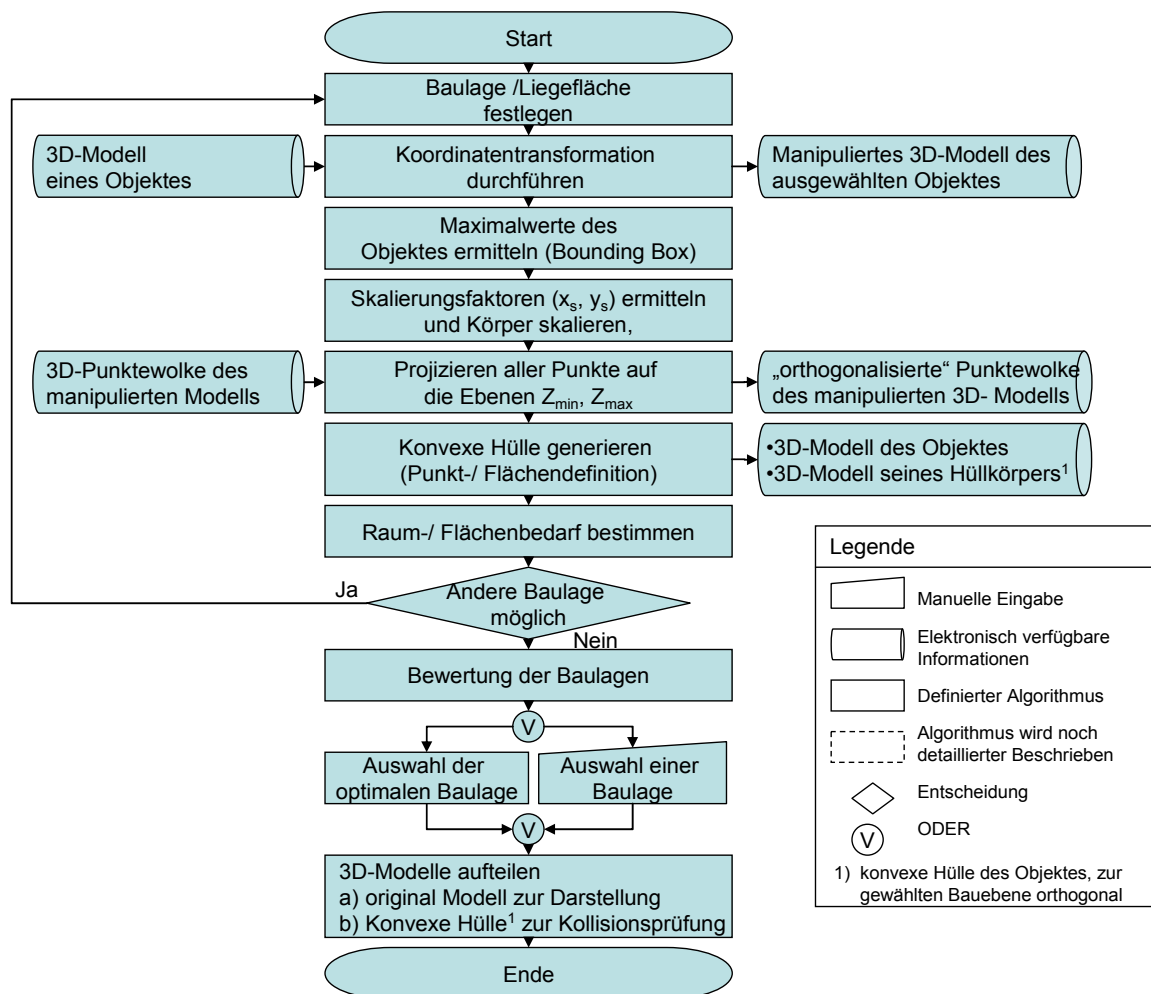 Start
Baulage /Liegefläche
festlegen
3D-Modell
eines Objektes
Koordinatentransformation
durchführen
Manipuliertes 3D-Modell des
ausgewählten Objektes
Maximalwerte des
Objektes ermitteln (Bounding Box)
Skalierungsfaktoren (xs, ys) ermitteln
und Körper skalieren,
3D-Punktewolke des
manipulierten Modells
Projizieren aller Punkte auf
die Ebenen Zmin, Zmax
„orthogonalisierte“ Punktewolke
des manipulierten 3D- Modells
Konvexe Hülle generieren
(Punkt-/ Flächendefinition)
•3D-Modell des Objektes
•3D-Modell seines Hüllkörpers1
Raum-/ Flächenbedarf bestimmen
Ja
Andere Baulage
möglich
Nein
Bewertung der Baulagen
V
Auswahl der
optimalen Baulage
Auswahl einer
Baulage
V
3D-Modelle aufteilen
a) original Modell zur Darstellung
b) Konvexe Hülle1 zur Kollisionsprüfung
Ende
Legende
Manuelle Eingabe
Elektronisch verfügbare
Informationen
Definierter Algorithmus
Algorithmus wird noch
detaillierter Beschrieben
Entscheidung
V
ODER
1) konvexe Hülle des Objektes, zur
gewählten Bauebene orthogonal